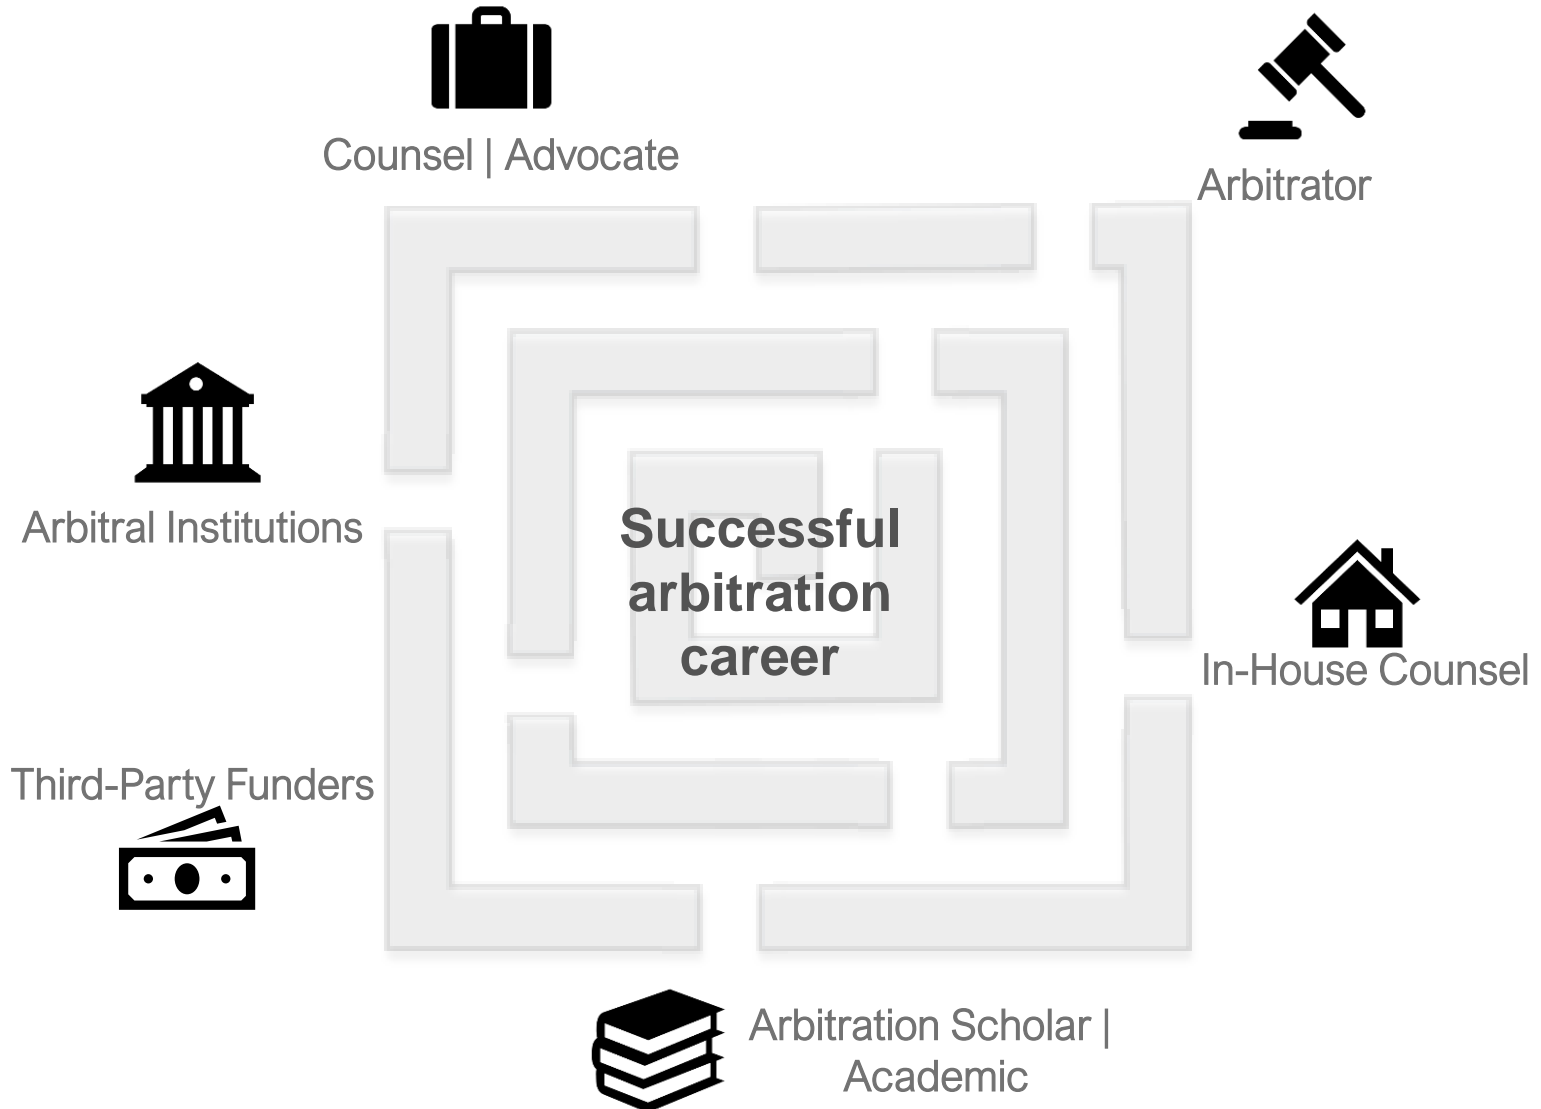 Counsel | Advocate
Arbitrator
Arbitral Institutions
Successful
arbitration
career
In-House Counsel
Third-Party Funders
Arbitration Scholar |
Academic